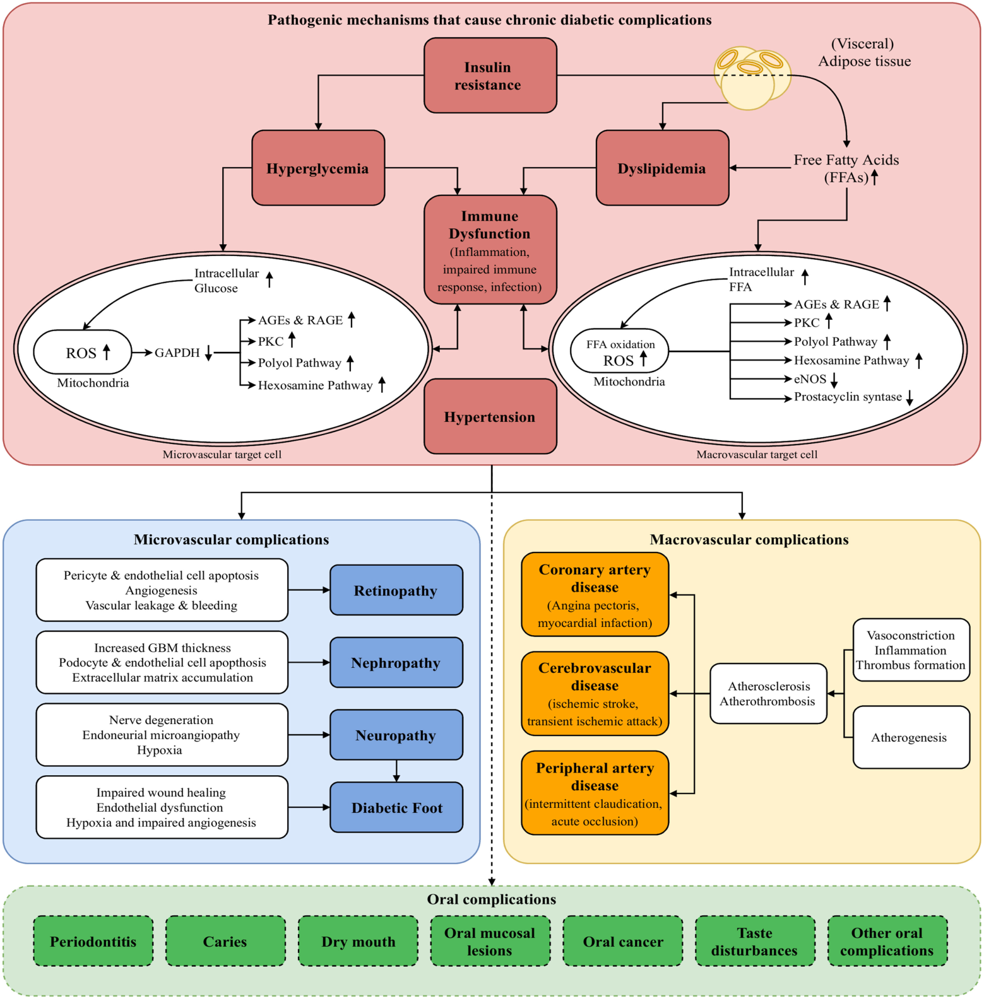 Pathogenic mechanisms that cause chronic diabetic complications
Insulin
resistance
(Visceral)
Adipose tissue
Hyperglycemia
Dyslipidemia
Free Fatty Acids
(FFAs)
Immune
Dysfunction
(Inflammation,
impaired immune
response, infection)
Intracellular
Glucose
ROS
Mitochondria
GAPDH
AGEs & RAGE
PKC
Polyol Pathway
Hexosamine Pathway
Microvascular target cell
Hypertension
Intracellular
FFA
FFA oxidation
ROS
Mitochondria
AGEs & RAGE
PKC
Polyol Pathway
Hexosamine Pathway
eNOS
Prostacyclin syntase
Macrovascular target cell
Microvascular complications
Pericyte & endothelial cell apoptosis
Angiogenesis
Vascular leakage & bleeding
Retinopathy
Increased GBM thickness
Podocyte & endothelial cell apopthosis
Extracellular matrix accumulation
Nephropathy
Nerve degeneration
Endoneurial microangiopathy
Hypoxia
Neuropathy
Impaired wound healing
Endothelial dysfunction
Hypoxia and impaired angiogenesis
Diabetic Foot
Macrovascular complications
Coronary artery
disease
(Angina pectoris,
myocardial infaction)
Cerebrovascular
disease
(ischemic stroke,
transient ischemic attack)
Peripheral artery
disease
(intermittent claudication,
acute occlusion)
Atherosclerosis
Atherothrombosis
Vasoconstriction
Inflammation
Thrombus formation
Atherogenesis
Oral complications
Periodontitis
Caries
Dry mouth
Oral mucosal
lesions
Oral cancer
Taste
disturbances
Other oral
complications